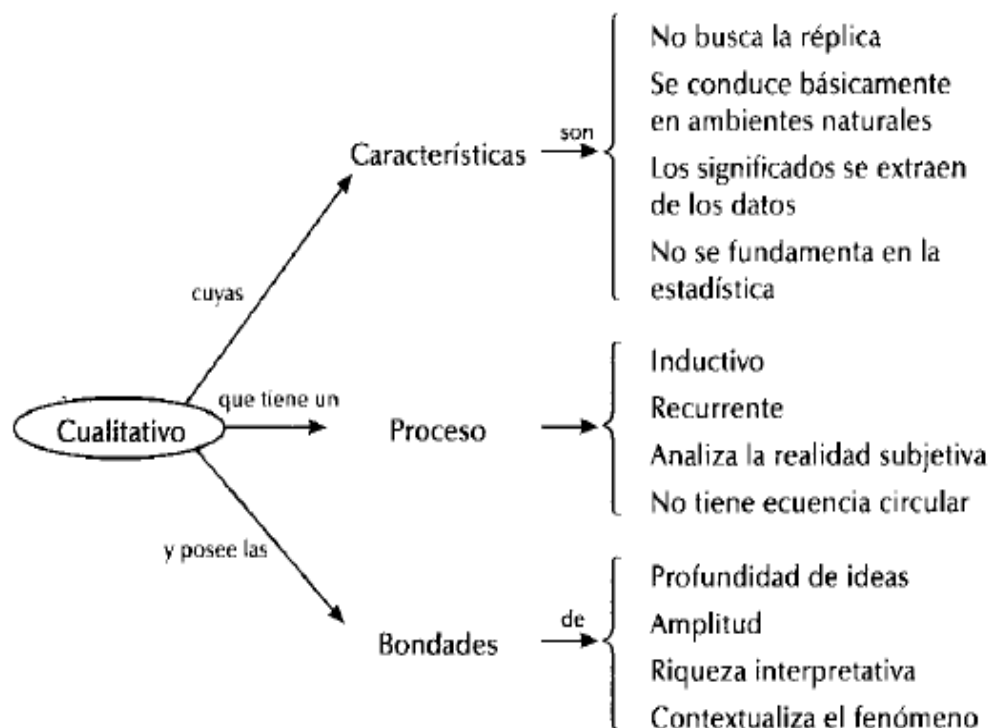 No busca la réplica
Se conduce básicamente
en ambientes naturales
Características
son
Los significados se extraen
de los datos
No se fundamenta en la
estadística
cuyas
Inductivo
Recurrente
que tiene un
Cualitativo
Proceso
Analiza la realidad subjetiva
No tiene ecuencia circular
y posee las
Profundidad de ideas
Bondades
de
Amplitud
Riqueza interpretativa
Contextualiza el fenómeno